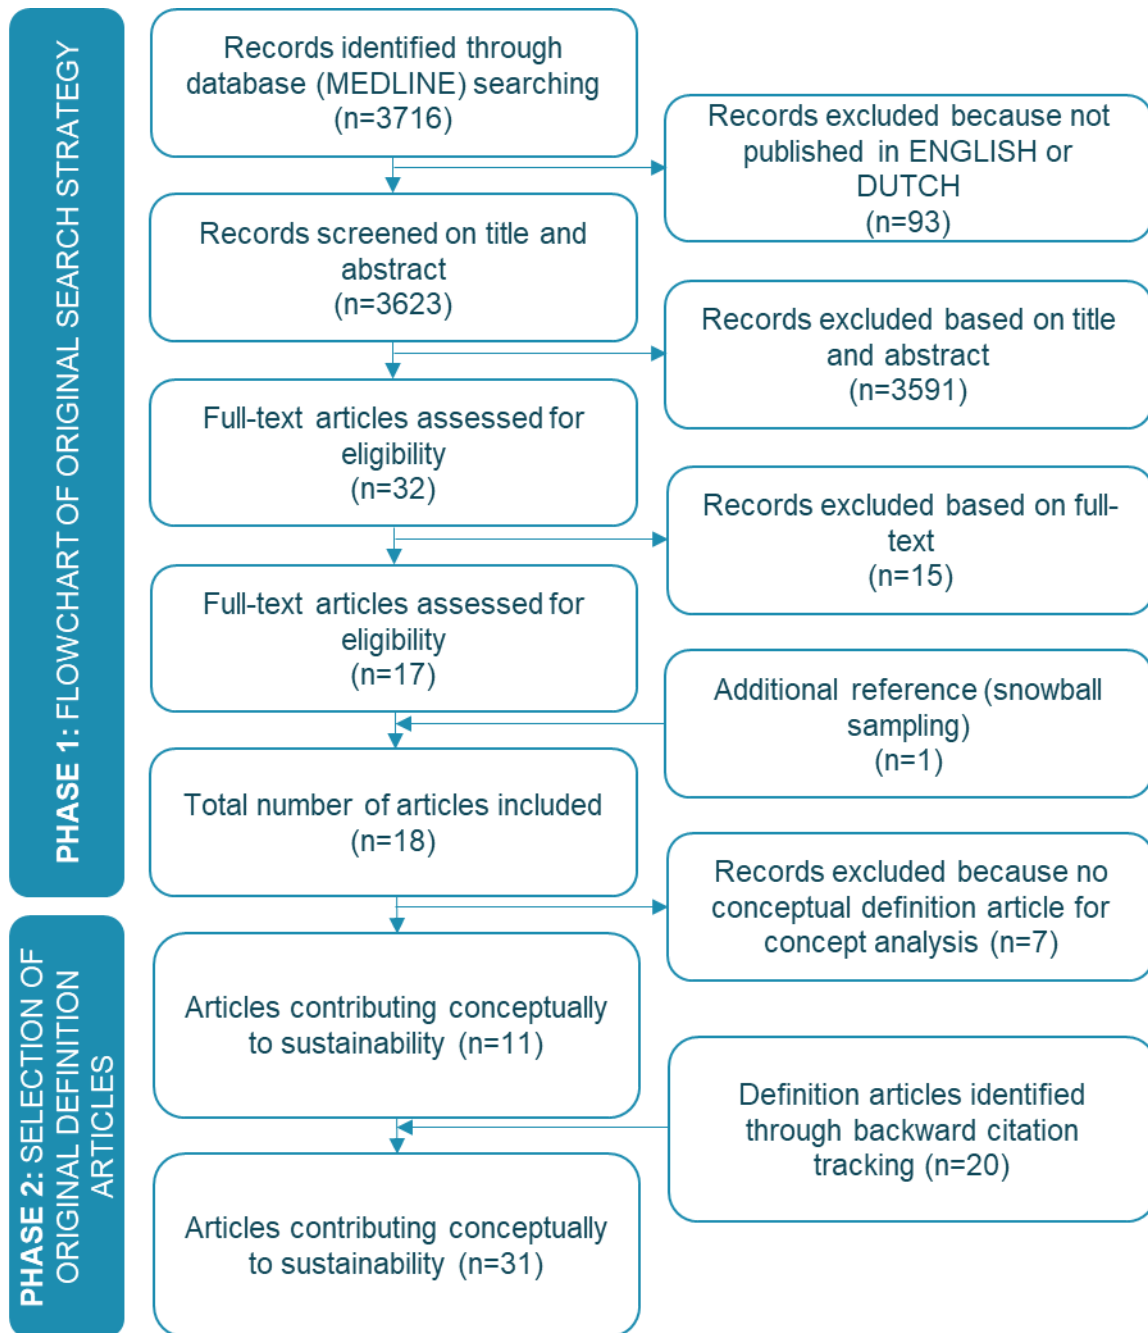 PHASE 1: FLOWCHART OF ORIGINAL SEARCH STRATEGY
Records identified through
database (MEDLINE) searching
(n=3716)
Records excluded because not
published in ENGLISH or
DUTCH
(n=93)
Records screened on title and
abstract
(n=3623)
Records excluded based on title
and abstract
(n=3591)
Full-text articles assessed for
eligibility
(n=32)
Records excluded based on full-
text
(n=15)
Full-text articles assessed for
eligibility
(n=17)
Additional reference (snowball
sampling)
(n=1)
Total number of articles included
(n=18)
Records excluded because no
conceptual definition article for
concept analysis (n=7)
PHASE 2: SELECTION OF
ORIGINAL DEFINITION
ARTICLES
Articles contributing conceptually
to sustainability (n=11)
Definition articles identified
through backward citation
tracking (n=20)
Articles contributing conceptually
to sustainability (n=31)